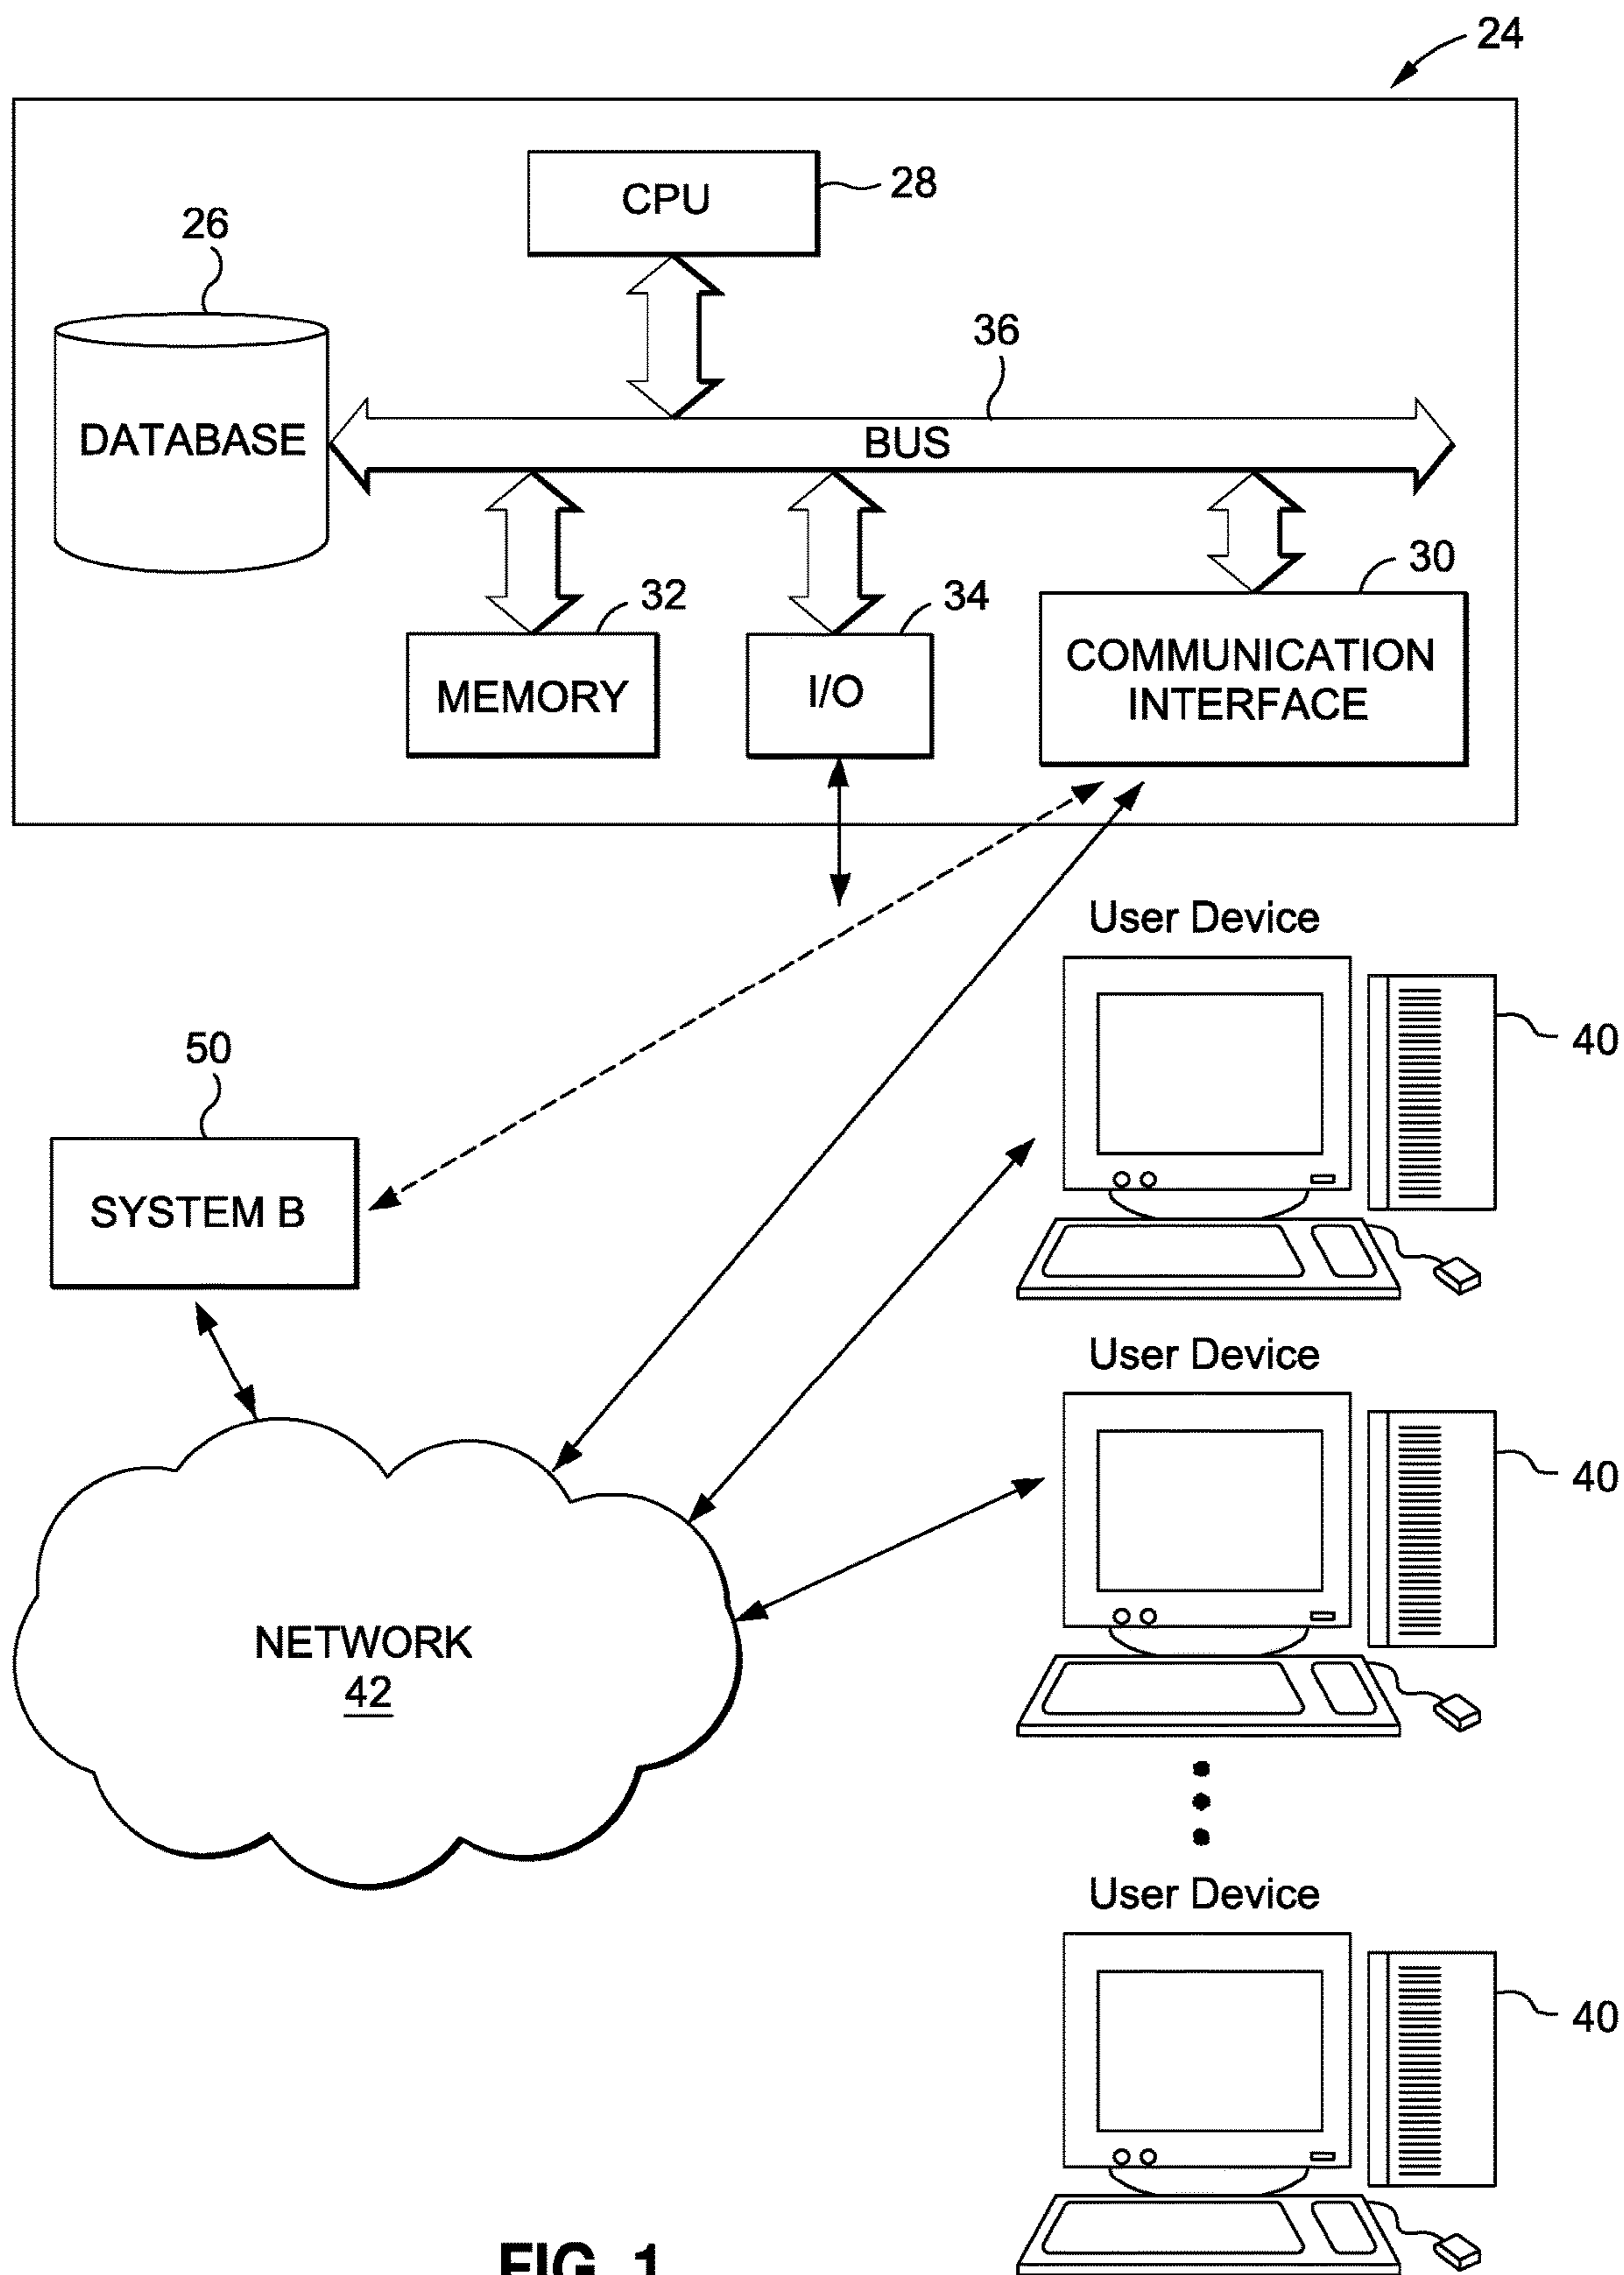 24
CPU
28
26
36
DATABASE
BUS
30
32
34
COMMUNICATION
INTERFACE
MEMORY
I/O
User Device
40
50
SYSTEM B
User Device
40
NETWORK
42
User Device
40
FIG. 1